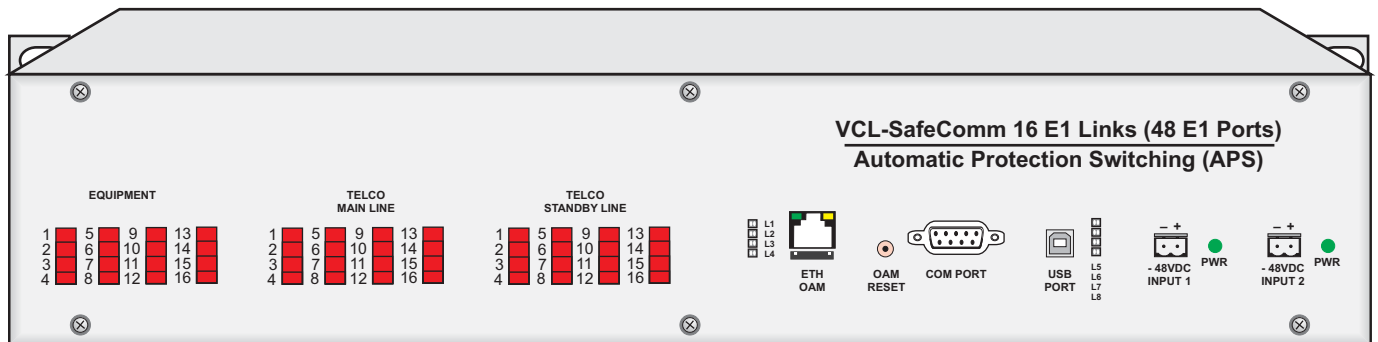 VCL-SafeComm 16 E1 Links (48 E1 Ports)
Automatic Protection Switching (APS)
EQUIPMENT
1 5 9 13
2 6 10 14
3 7 11 15
4 8 12 16
TELCO
MAIN LINE
1 5 9 13
2 6 10 14
3 7 11 15
4 8 12 16
TELCO
STANDBY LINE
1 5 9 13
2 6 10 14
3 7 11 15
4 8 12 16
L1
L2
L3
L4
ETH
OAM
OAM
RESET
COM PORT
USB
PORT
L5
L6
L7
L8
– +
- 48VDC
INPUT 1
PWR
– +
- 48VDC
INPUT 2
PWR